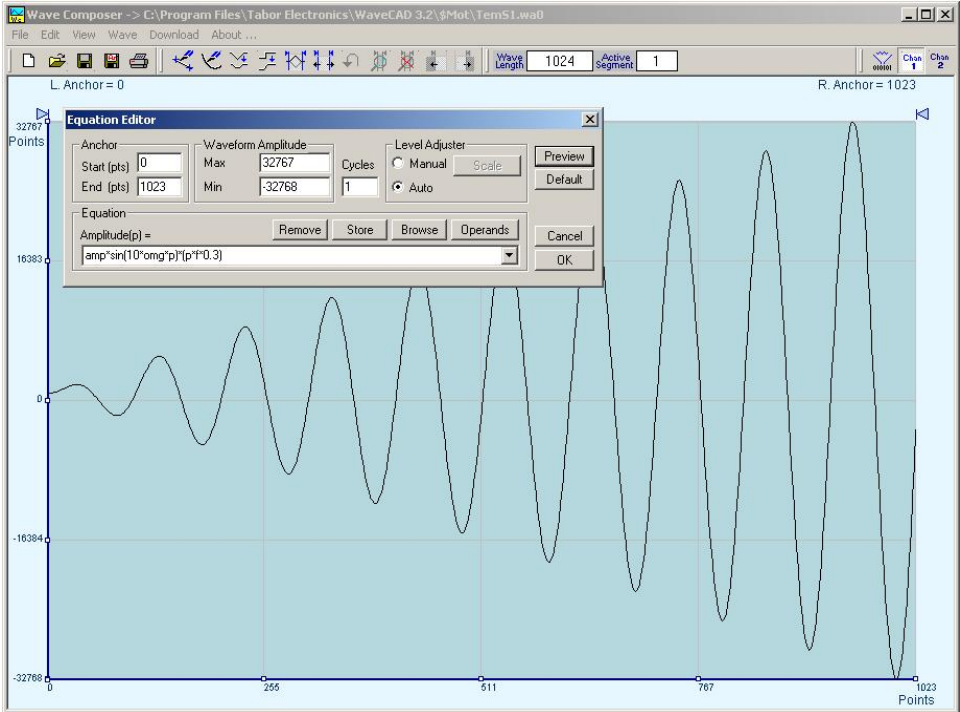 Wave Composer -> C:\Program Files\Tabor Electronics\WaveCAD 3.2\$Mot\TemS1.wa0
File Edit View Wave Download About ...
Wave Length 1024 Active Segment 1
Chan 1 Chan 2
L. Anchor = 0 R. Anchor = 1023
32767
Points
Equation Editor
Anchor Waveform Amplitude Level Adjuster
Start (pts) 0 Max 32767 Cycles Manual Scale Preview
End (pts) 1023 Min -32768 1 Auto Default
Equation
Amplitude(p) = Remove Store Browse Operands Cancel
amp*sin(10*omg*p)*(p*f*0.3) OK
16383
0
-16384
-32768
0 255 511 767 1023
Points